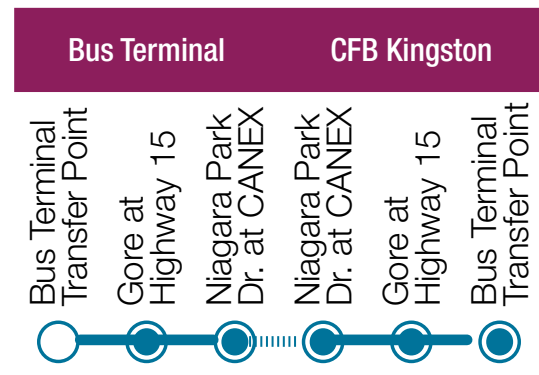 Bus Terminal
CFB Kingston
Bus Terminal
Transfer Point
Gore at
Highway 15
Niagara Park
Dr. at CANEX
Niagara Park
Dr. at CANEX
Gore at
Highway 15
Bus Terminal
Transfer Point